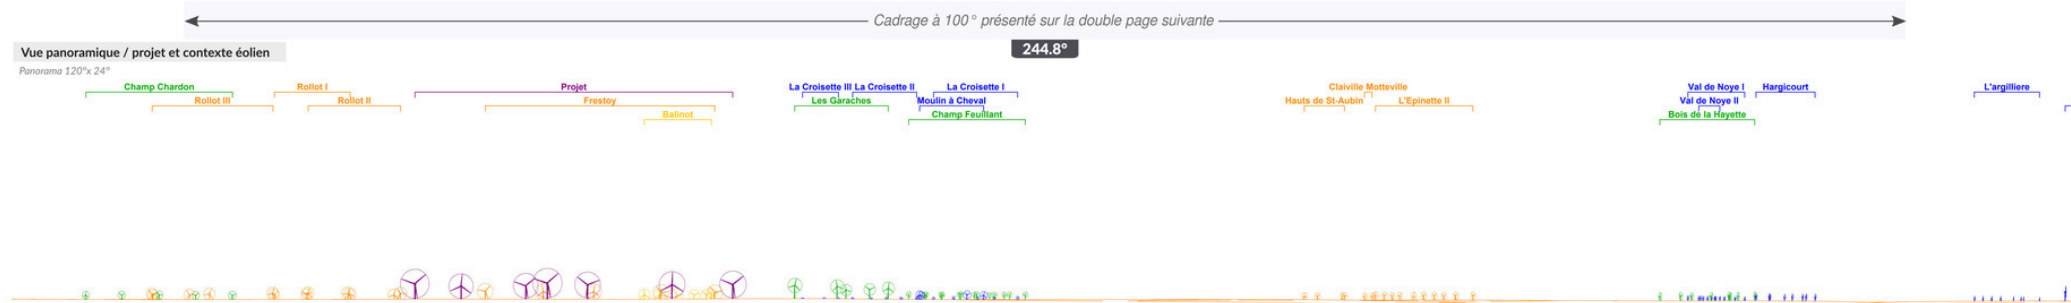 Cadrage à 100° présenté sur la double page suivante
244.8°
Vue panoramique / projet et contexte éolien
Panorama 120°x 24°
Champ Chardon Rollot I Projet La Croisette III La Croisette II La Croisette I Claiville Motteville Val de Noye I Hargicourt L'argilliere
Rollot III Rollot II Frestoy Les Garaches Moulin à Cheval Hauts de St-Aubin L'Epinette II Val de Noye II
Balinot Champ Feuillant Bois de la Hayette